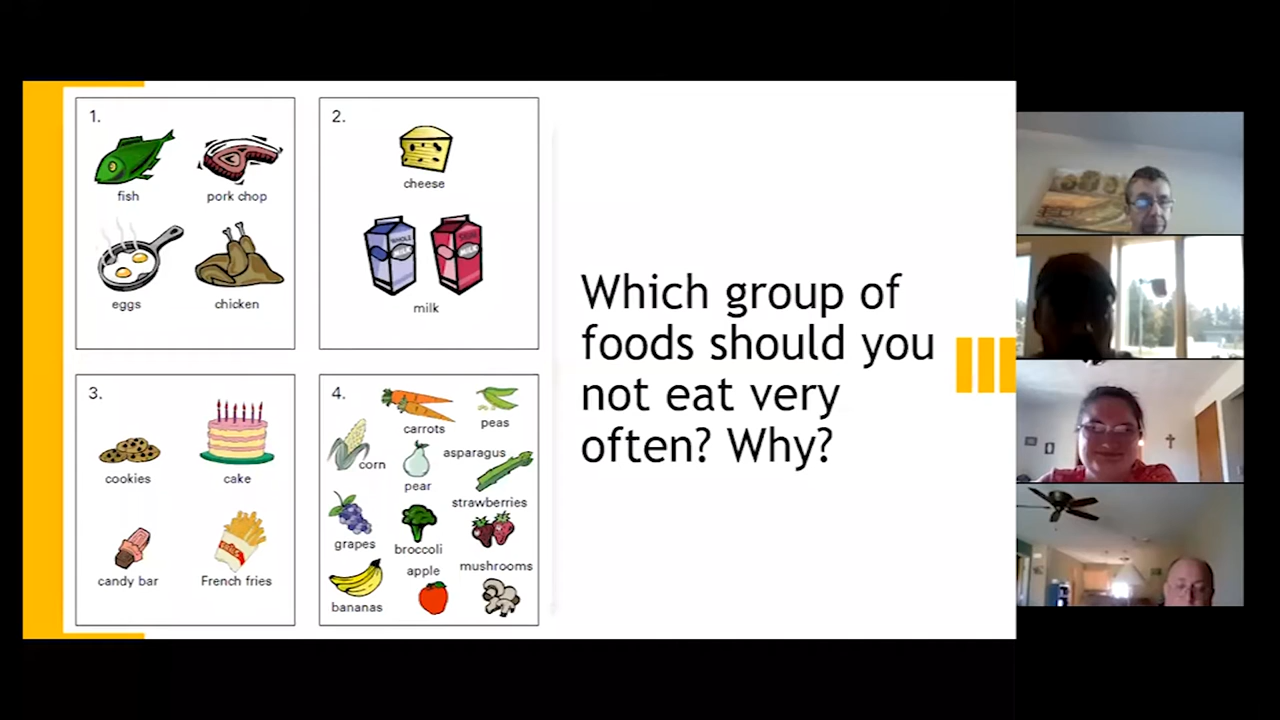 1.
fish
pork chop
eggs
chicken
2.
cheese
WHOLE
milk
3.
cookies
cake
candy bar
French fries
4.
carrots
peas
corn
asparagus
pear
strawberries
grapes
broccoli
mushrooms
apple
bananas
Which group of
foods should you
not eat very
often? Why?